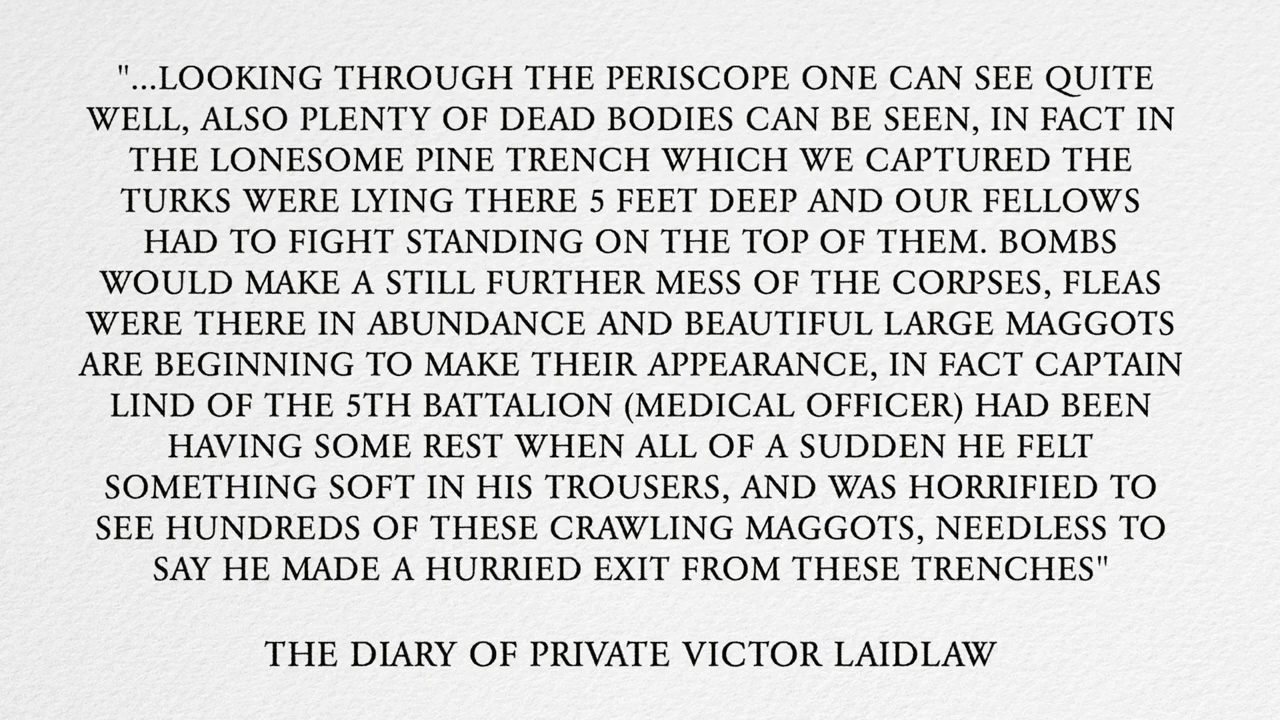 "...LOOKING THROUGH THE PERISCOPE ONE CAN SEE QUITE
WELL, ALSO PLENTY OF DEAD BODIES CAN BE SEEN, IN FACT IN
THE LONESOME PINE TRENCH WHICH WE CAPTURED THE
TURKS WERE LYING THERE 5 FEET DEEP AND OUR FELLOWS
HAD TO FIGHT STANDING ON THE TOP OF THEM. BOMBS
WOULD MAKE A STILL FURTHER MESS OF THE CORPSES, FLEAS
WERE THERE IN ABUNDANCE AND BEAUTIFUL LARGE MAGGOTS
ARE BEGINNING TO MAKE THEIR APPEARANCE, IN FACT CAPTAIN
LIND OF THE 5TH BATTALION (MEDICAL OFFICER) HAD BEEN
HAVING SOME REST WHEN ALL OF A SUDDEN HE FELT
SOMETHING SOFT IN HIS TROUSERS, AND WAS HORRIFIED TO
SEE HUNDREDS OF THESE CRAWLING MAGGOTS, NEEDLESS TO
SAY HE MADE A HURRIED EXIT FROM THESE TRENCHES"
THE DIARY OF PRIVATE VICTOR LAIDLAW